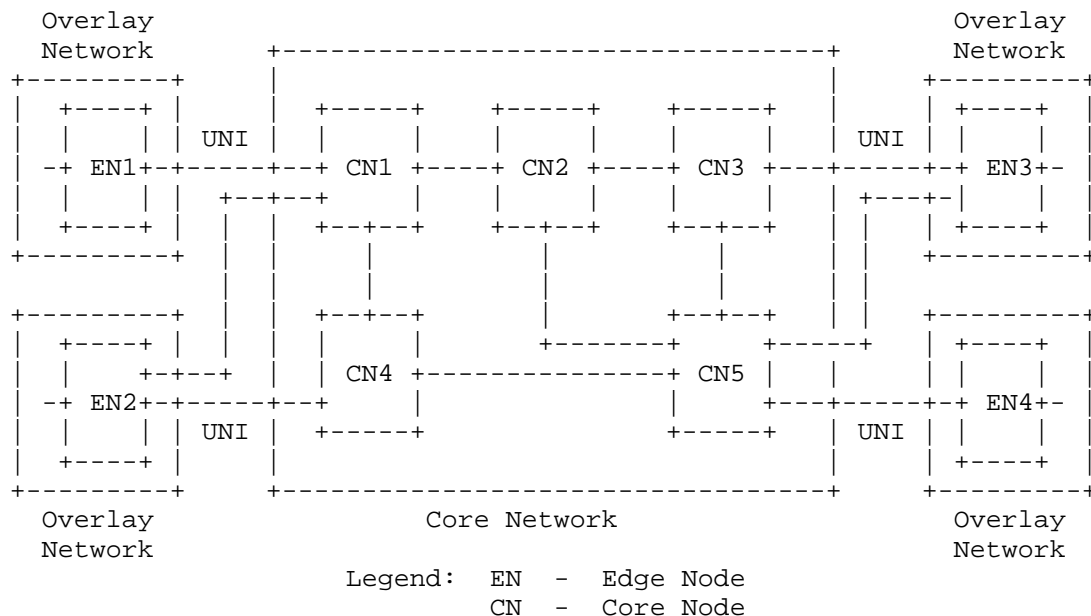 Overlay Overlay
Network Network
UNI UNI
EN1 CN1 CN2 CN3 EN3
CN4 CN5
EN2 EN4
UNI UNI
Overlay Core Network Overlay
Network Network
Legend: EN - Edge Node
CN - Core Node